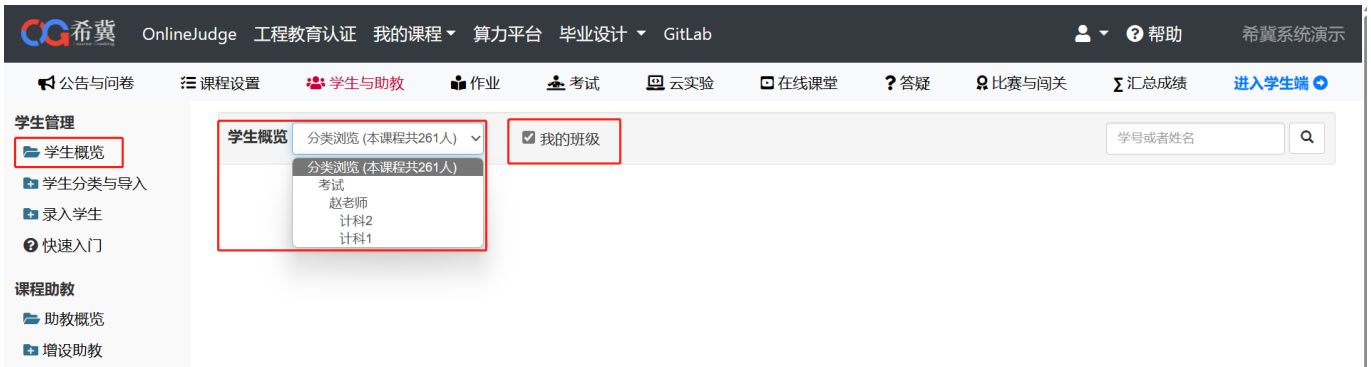 CG希冀 OnlineJudge 工程教育认证 我的课程 算力平台 毕业设计 GitLab 帮助 希冀系统演示
公告与问卷 课程设置 学生与助教 作业 考试 云实验 在线课堂 答疑 比赛与闯关 汇总成绩 进入学生端
学生管理
学生概览
学生分类与导入
录入学生
快速入门
课程助教
助教概览
增设助教
学生概览 分类浏览 (本课程共261人) 我的班级 学号或者姓名
分类浏览 (本课程共261人)
考试
赵老师
计科2
计科1